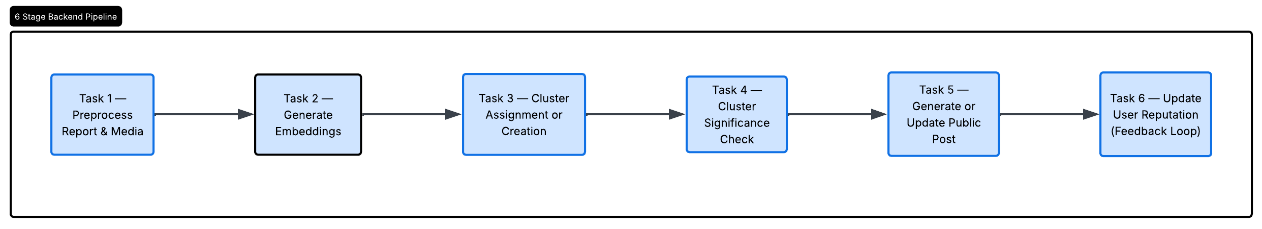 6 Stage Backend Pipeline
Task 1 —
Preprocess
Report & Media
Task 2 —
Generate
Embeddings
Task 3 — Cluster
Assignment or
Creation
Task 4 —
Cluster
Significance
Check
Task 5 —
Generate or
Update Public
Post
Task 6 — Update
User Reputation
(Feedback Loop)